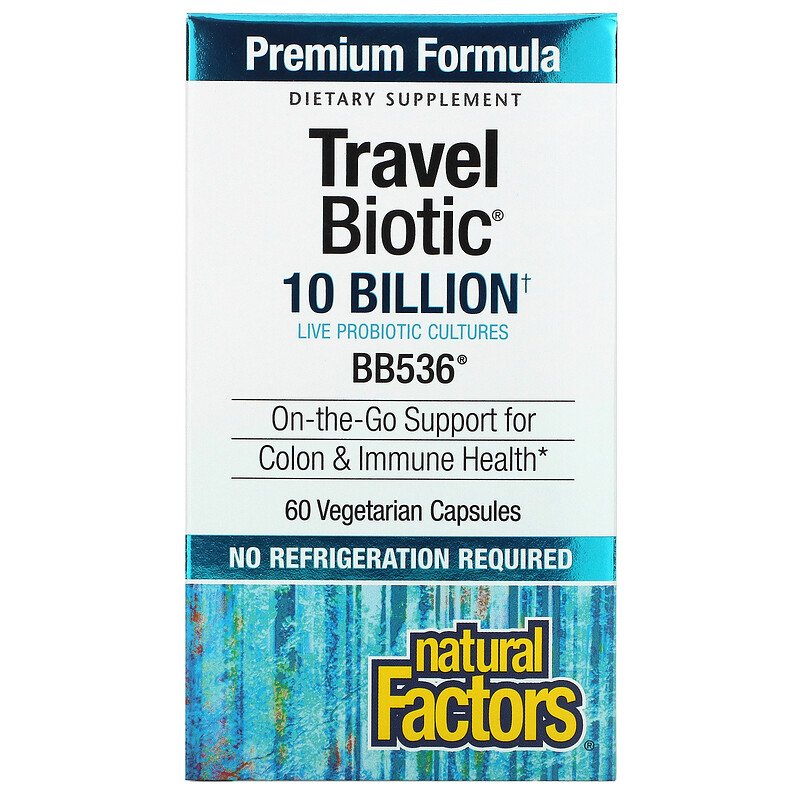 Premium Formula
DIETARY SUPPLEMENT
Travel
Biotic®
10 BILLION†
LIVE PROBIOTIC CULTURES
BB536®
On-the-Go Support for
Colon & Immune Health*
60 Vegetarian Capsules
NO REFRIGERATION REQUIRED
natural
Factors®